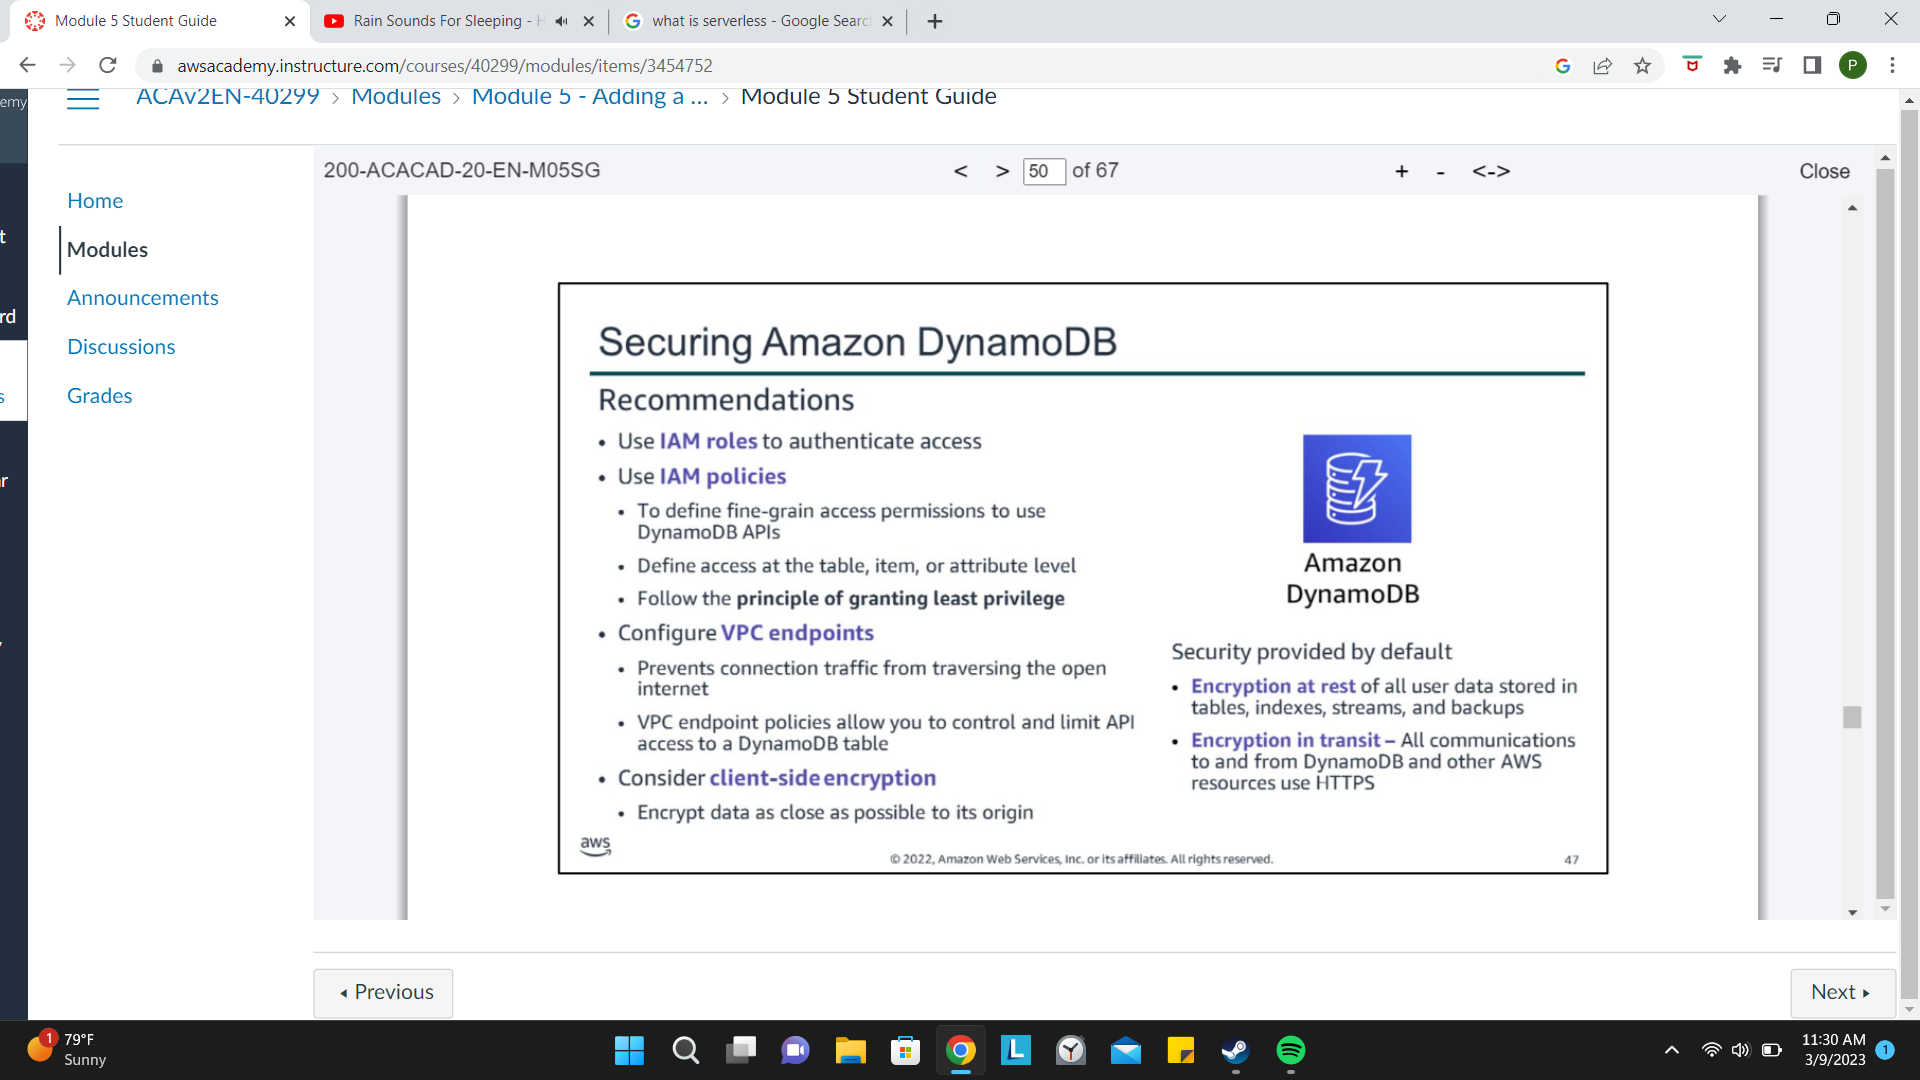 Module 5 Student Guide
Rain Sounds For Sleeping - H
what is serverless - Google Searc
awsacademy.instructure.com/courses/40299/modules/items/3454752
P
emy
ACAv2EN-40299 > Modules > Module 5 - Adding a ... > Module 5 Student Guide
200-ACACAD-20-EN-M05SG
< > 50 of 67
+ - <->
Close
Home
t
Modules
Announcements
rd
Discussions
s
Grades
r
Securing Amazon DynamoDB
Recommendations
• Use IAM roles to authenticate access
• Use IAM policies
• To define fine-grain access permissions to use
DynamoDB APIs
• Define access at the table, item, or attribute level
• Follow the principle of granting least privilege
• Configure VPC endpoints
• Prevents connection traffic from traversing the open
internet
• VPC endpoint policies allow you to control and limit API
access to a DynamoDB table
• Consider client-side encryption
• Encrypt data as close as possible to its origin
Amazon
DynamoDB
Security provided by default
• Encryption at rest of all user data stored in
tables, indexes, streams, and backups
• Encryption in transit – All communications
to and from DynamoDB and other AWS
resources use HTTPS
aws
© 2022, Amazon Web Services, Inc. or its affiliates. All rights reserved.
47
Previous
Next
1
79°F
Sunny
L
11:30 AM
3/9/2023
1